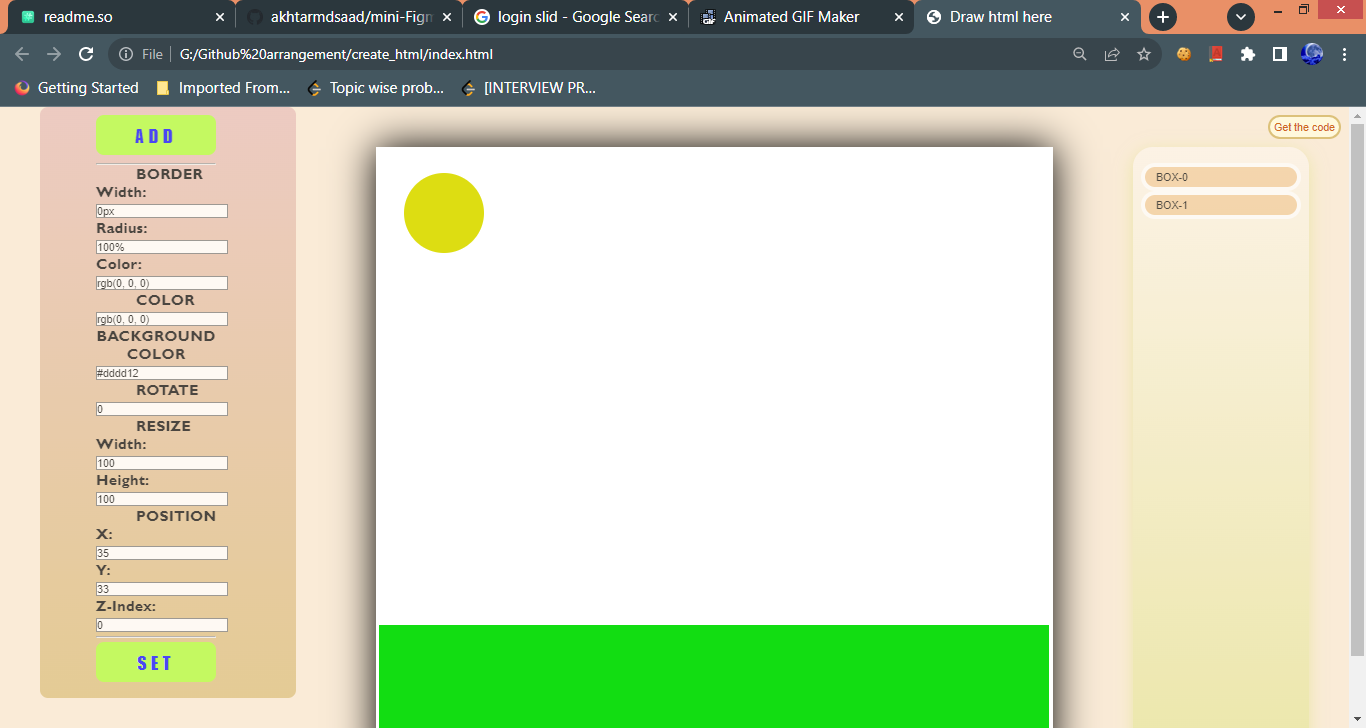 readme.so
akhtarmdsaad/mini-Figm
login slid - Google Searc
Animated GIF Maker
Draw html here
File
G:/Github%20arrangement/create_html/index.html
Getting Started
Imported From...
Topic wise prob...
[INTERVIEW PR...
Get the code
ADD
BORDER
Width:
0px
Radius:
100%
Color:
rgb(0, 0, 0)
COLOR
rgb(0, 0, 0)
BACKGROUND
COLOR
#dddd12
ROTATE
0
RESIZE
Width:
100
Height:
100
POSITION
X:
35
Y:
33
Z-Index:
0
SET
BOX-0
BOX-1